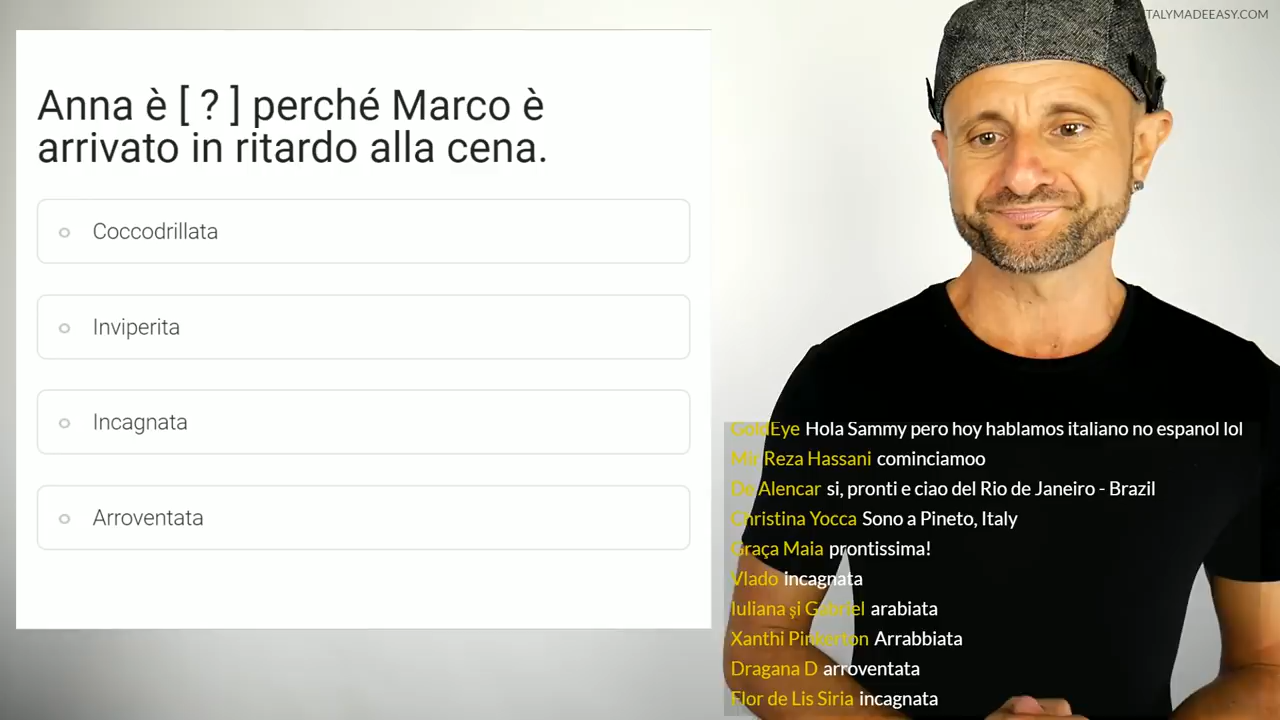 ITALYMADEEASY.COM
Anna è [ ? ] perché Marco è
arrivato in ritardo alla cena.
Coccodrillata
Inviperita
Incagnata
Arroventata
GoldEye Hola Sammy pero hoy hablamos italiano no espanol lol
Mir Reza Hassani cominciamoo
De Alencar si, pronti e ciao del Rio de Janeiro - Brazil
Christina Yocca Sono a Pineto, Italy
Graça Maia prontissima!
Vlado incagnata
Iuliana și Gabriel arabiata
Xanthi Pinkerton Arrabbiata
Dragana D arroventata
Flor de Lis Siria incagnata